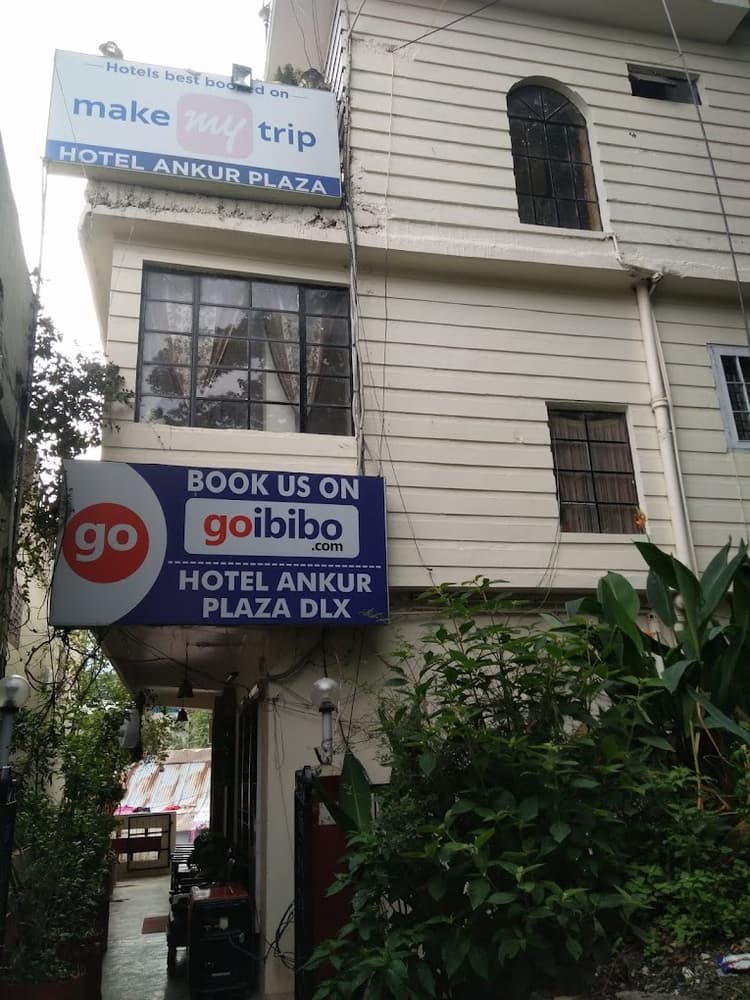 Hotels best booked on
make my trip
HOTEL ANKUR PLAZA
BOOK US ON
go
goibibo
.com
HOTEL ANKUR
PLAZA DLX